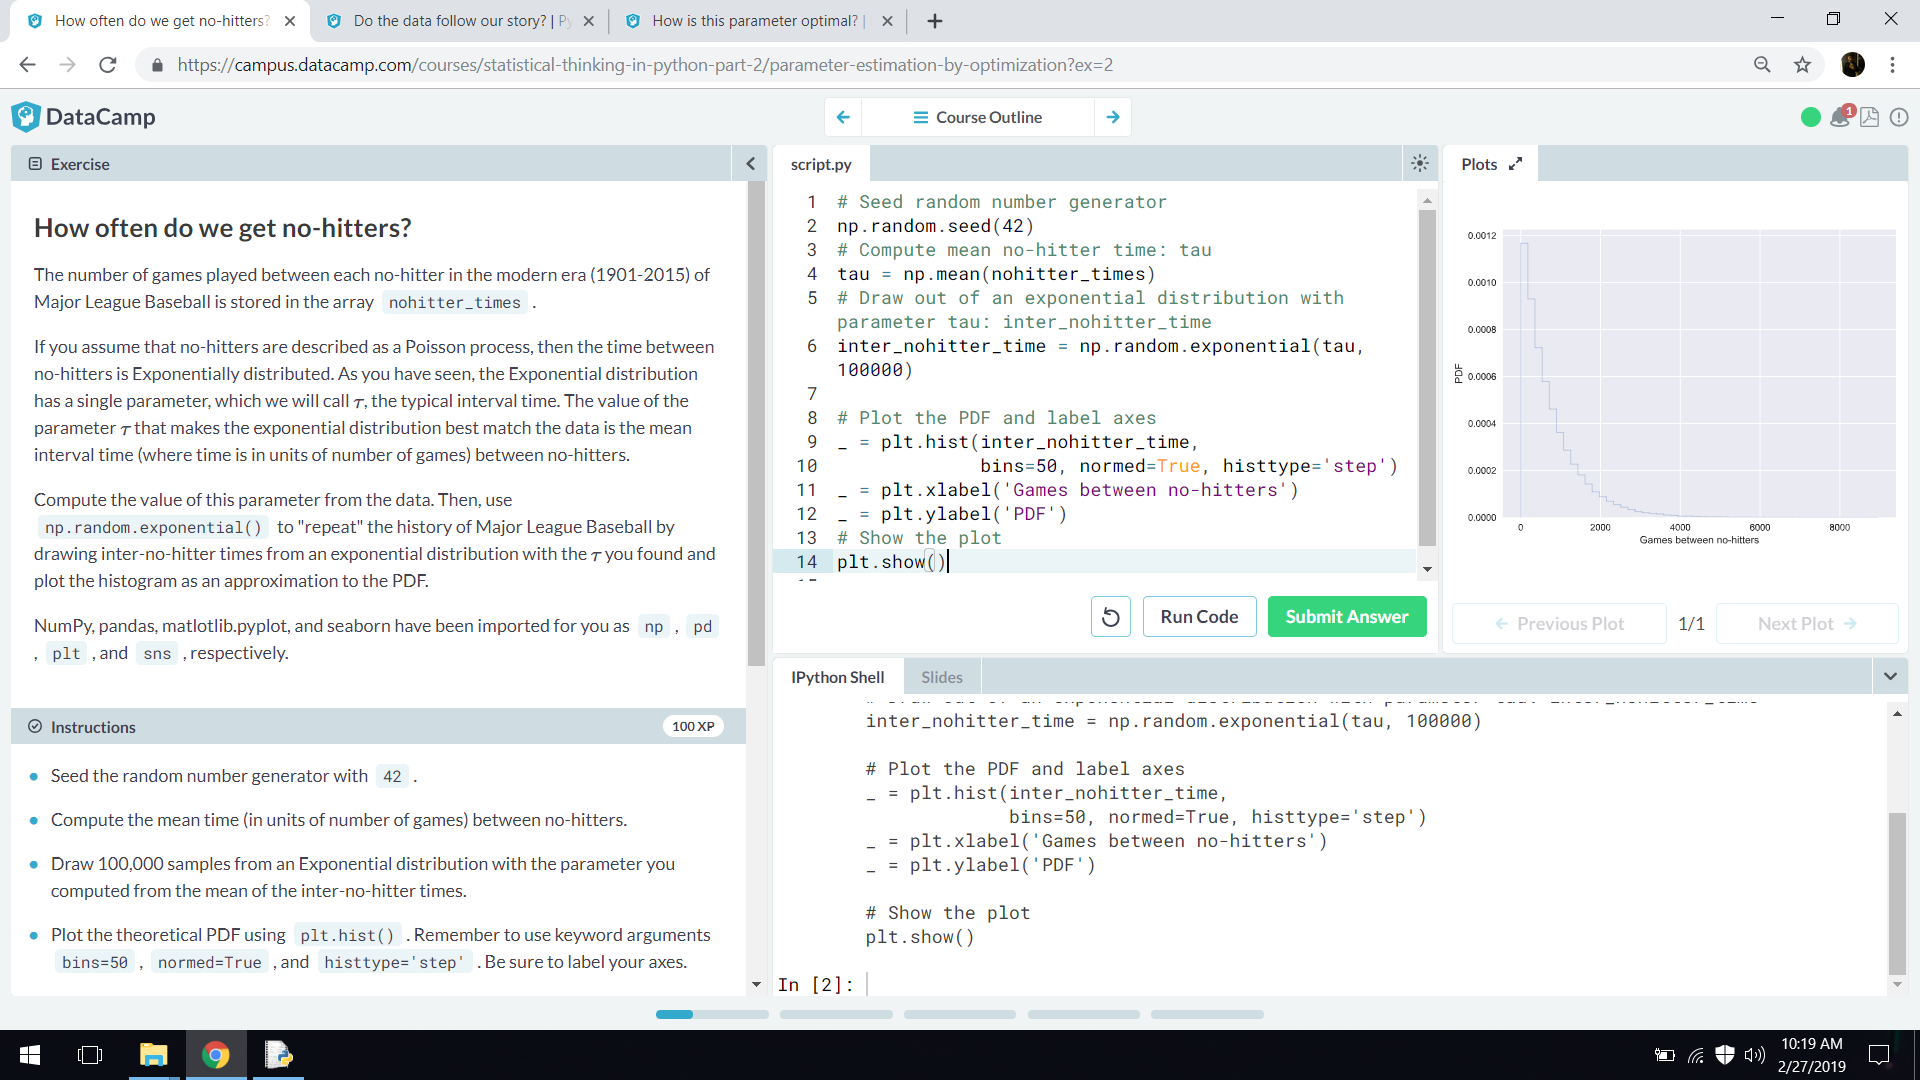 How often do we get no-hitters?
Do the data follow our story? | Py
How is this parameter optimal? |
https://campus.datacamp.com/courses/statistical-thinking-in-python-part-2/parameter-estimation-by-optimization?ex=2
DataCamp
Course Outline
1
Exercise
How often do we get no-hitters?
The number of games played between each no-hitter in the modern era (1901-2015) of
Major League Baseball is stored in the array nohitter_times .
If you assume that no-hitters are described as a Poisson process, then the time between
no-hitters is Exponentially distributed. As you have seen, the Exponential distribution
has a single parameter, which we will call τ, the typical interval time. The value of the
parameter τ that makes the exponential distribution best match the data is the mean
interval time (where time is in units of number of games) between no-hitters.
Compute the value of this parameter from the data. Then, use
np.random.exponential() to "repeat" the history of Major League Baseball by
drawing inter-no-hitter times from an exponential distribution with the τ you found and
plot the histogram as an approximation to the PDF.
NumPy, pandas, matlotlib.pyplot, and seaborn have been imported for you as np , pd
, plt , and sns , respectively.
Instructions
100 XP
Seed the random number generator with 42 .
Compute the mean time (in units of number of games) between no-hitters.
Draw 100,000 samples from an Exponential distribution with the parameter you
computed from the mean of the inter-no-hitter times.
Plot the theoretical PDF using plt.hist() . Remember to use keyword arguments
bins=50 , normed=True , and histtype='step' . Be sure to label your axes.
script.py
1 # Seed random number generator
2 np.random.seed(42)
3 # Compute mean no-hitter time: tau
4 tau = np.mean(nohitter_times)
5 # Draw out of an exponential distribution with
parameter tau: inter_nohitter_time
6 inter_nohitter_time = np.random.exponential(tau,
100000)
7
8 # Plot the PDF and label axes
9 _ = plt.hist(inter_nohitter_time,
10 bins=50, normed=True, histtype='step')
11 _ = plt.xlabel('Games between no-hitters')
12 _ = plt.ylabel('PDF')
13 # Show the plot
14 plt.show()
Run Code
Submit Answer
Plots
0.0012
0.0010
0.0008
0.0006
0.0004
0.0002
0.0000
PDF
0 2000 4000 6000 8000
Games between no-hitters
Previous Plot
1/1
Next Plot
IPython Shell
Slides
inter_nohitter_time = np.random.exponential(tau, 100000)
# Plot the PDF and label axes
_ = plt.hist(inter_nohitter_time,
bins=50, normed=True, histtype='step')
_ = plt.xlabel('Games between no-hitters')
_ = plt.ylabel('PDF')
# Show the plot
plt.show()
In [2]:
10:19 AM
2/27/2019